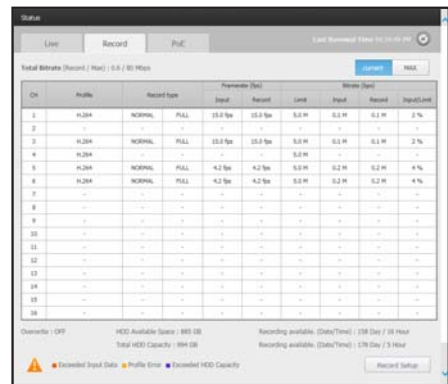 Status
Live Record PoE Last Renewed Time
Total Bitrate (Record / Max) : 0.6 / 80 Mbps current MAX
CH Profile Record type Framerate (fps) Bitrate (bps)
Input Record Limit Input Record Input/Limit
1 H.264 NORMAL FULL 15.0 fps 15.0 fps 5.0 M 0.1 M 0.1 M 2 %
2 - - - - - - - - -
3 H.264 NORMAL FULL 15.0 fps 15.0 fps 5.0 M 0.1 M 0.1 M 2 %
4 H.264 - - - - 5.0 M - - -
5 H.264 NORMAL FULL 4.2 fps 4.2 fps 5.0 M 0.2 M 0.2 M 4 %
6 H.264 NORMAL FULL 4.2 fps 4.2 fps 5.0 M 0.2 M 0.2 M 4 %
7 - - - - - - - - -
8 - - - - - - - - -
9 - - - - - - - - -
10 - - - - - - - - -
11 - - - - - - - - -
12 - - - - - - - - -
13 - - - - - - - - -
14 - - - - - - - - -
15 - - - - - - - - -
16 - - - - - - - - -
Overwrite : OFF HDD Available Space : 885 GB Recording available. (Date/Time) : 158 Day / 16 Hour
Total HDD Capacity : 994 GB Recording available. (Date/Time) : 178 Day / 5 Hour
Exceeded Input Data Profile Error Exceeded HDD Capacity Record Setup